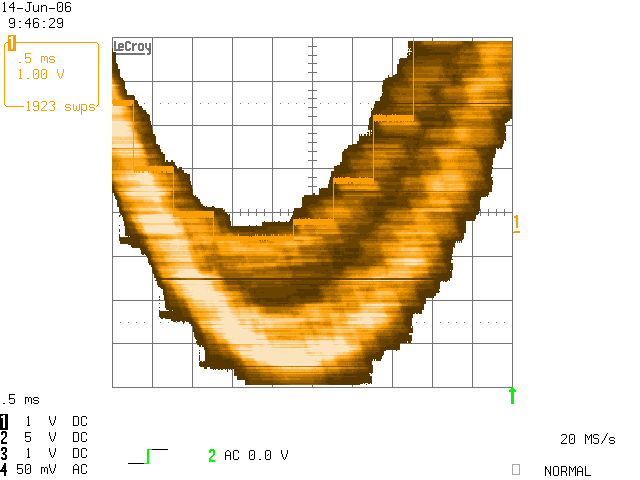 14-Jun-06
9:46:29
1
.5 ms
1.00 V
1923 swps
LeCroy
1
.5 ms
1 1 V DC
2 5 V DC
3 1 V DC
4 50 mV AC
2 AC 0.0 V
20 MS/s
NORMAL